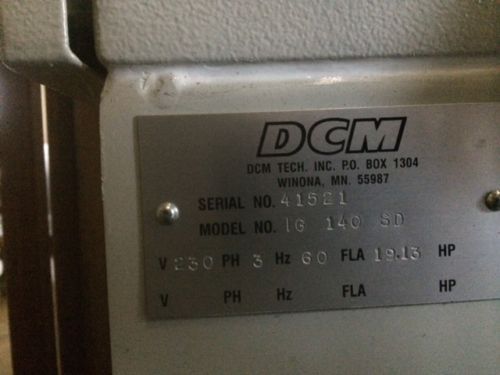 DCM
DCM TECH. INC. P.O. BOX 1304
WINONA, MN. 55987
SERIAL NO. 41521
MODEL NO. IG 140 SD
V 230 PH 3 Hz 60 FLA 19.13 HP
V PH Hz FLA HP